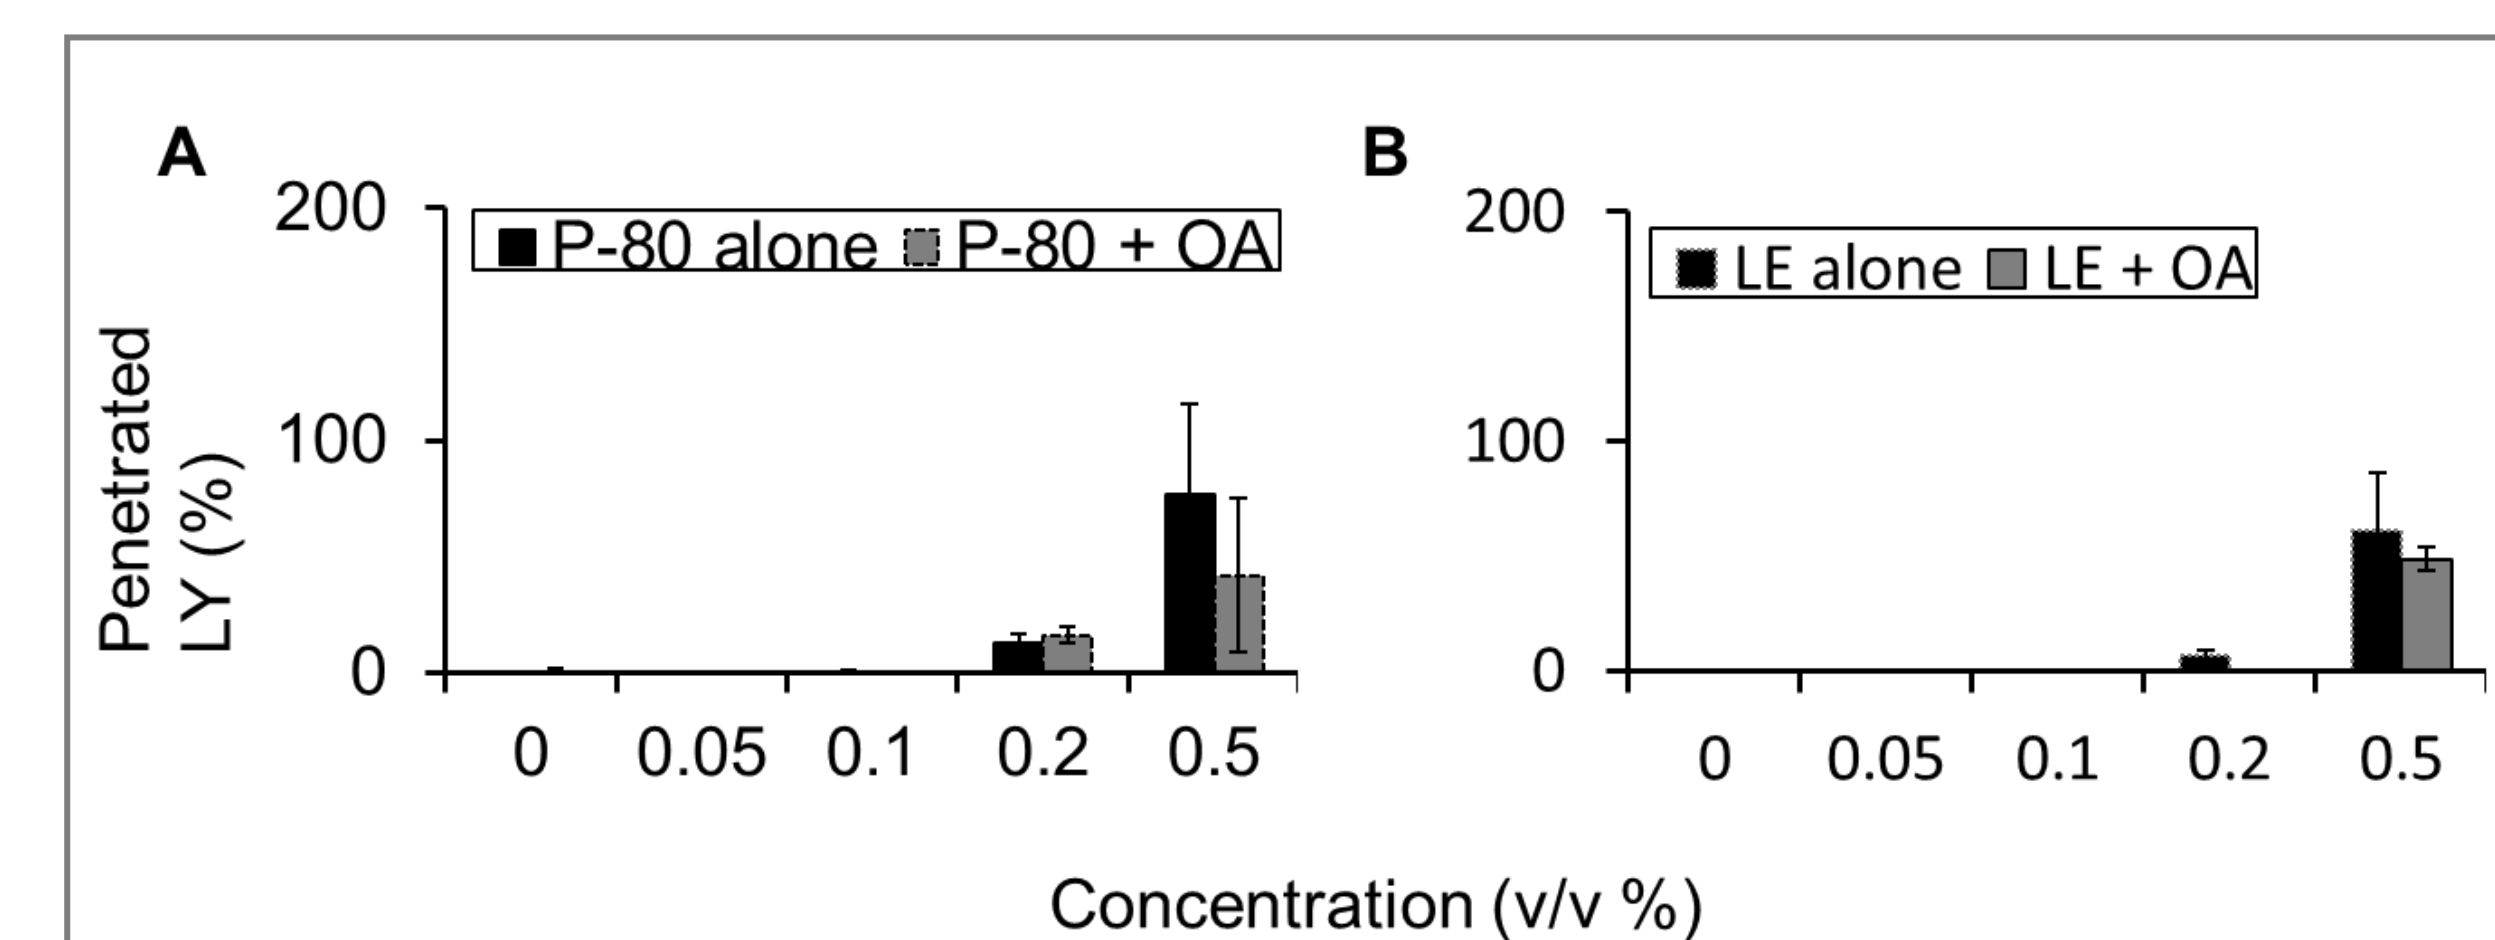 A
200
P-80 alone P-80 + OA
100
0
Penetrated
LY (%)
0 0.05 0.1 0.2 0.5
B
200
LE alone LE + OA
100
0
0 0.05 0.1 0.2 0.5
Concentration (v/v %)